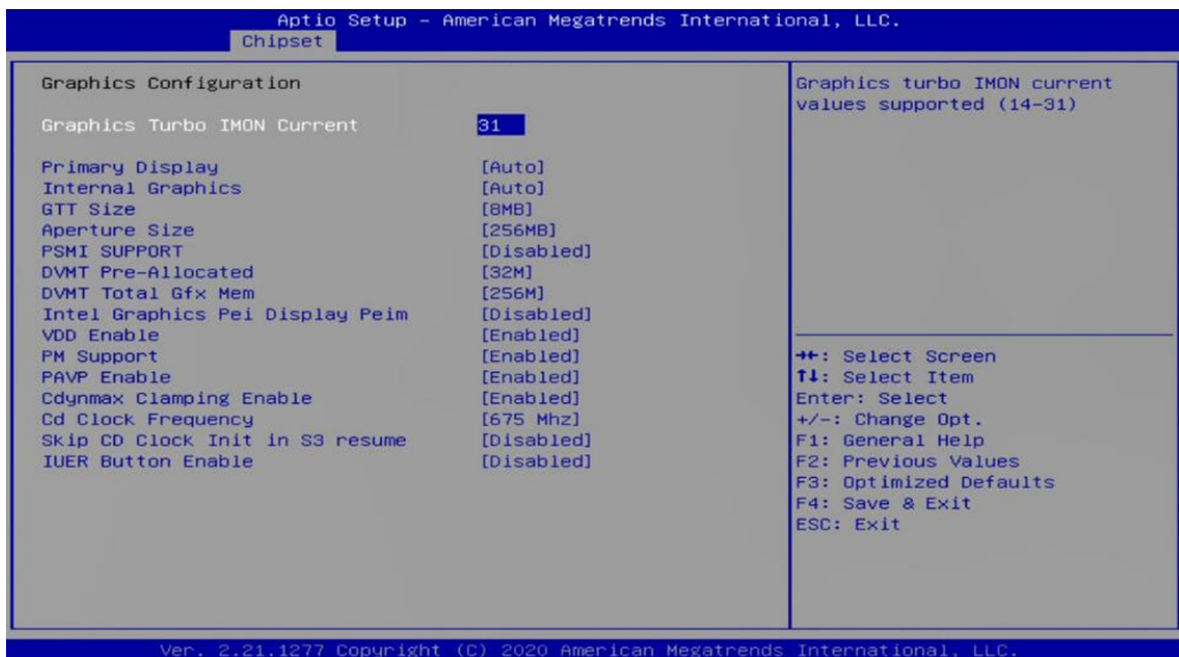 Aptio Setup – American Megatrends International, LLC.
Chipset
Graphics Configuration
Graphics Turbo IMON Current 31
Primary Display [Auto]
Internal Graphics [Auto]
GTT Size [8MB]
Aperture Size [256MB]
PSMI SUPPORT [Disabled]
DVMT Pre-Allocated [32M]
DVMT Total Gfx Mem [256M]
Intel Graphics Pei Display Peim [Disabled]
VDD Enable [Enabled]
PM Support [Enabled]
PAVP Enable [Enabled]
Cdynmax Clamping Enable [Enabled]
Cd Clock Frequency [675 Mhz]
Skip CD Clock Init in S3 resume [Disabled]
IUER Button Enable [Disabled]
Graphics turbo IMON current
values supported (14-31)
→←: Select Screen
↑↓: Select Item
Enter: Select
+/-: Change Opt.
F1: General Help
F2: Previous Values
F3: Optimized Defaults
F4: Save & Exit
ESC: Exit
Ver. 2.21.1277 Copyright (C) 2020 American Megatrends International, LLC.